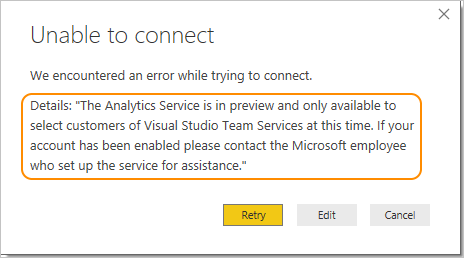 Unable to connect
We encountered an error while trying to connect.
Details: "The Analytics Service is in preview and only available to
select customers of Visual Studio Team Services at this time. If your
account has been enabled please contact the Microsoft employee
who set up the service for assistance."
Retry
Edit
Cancel